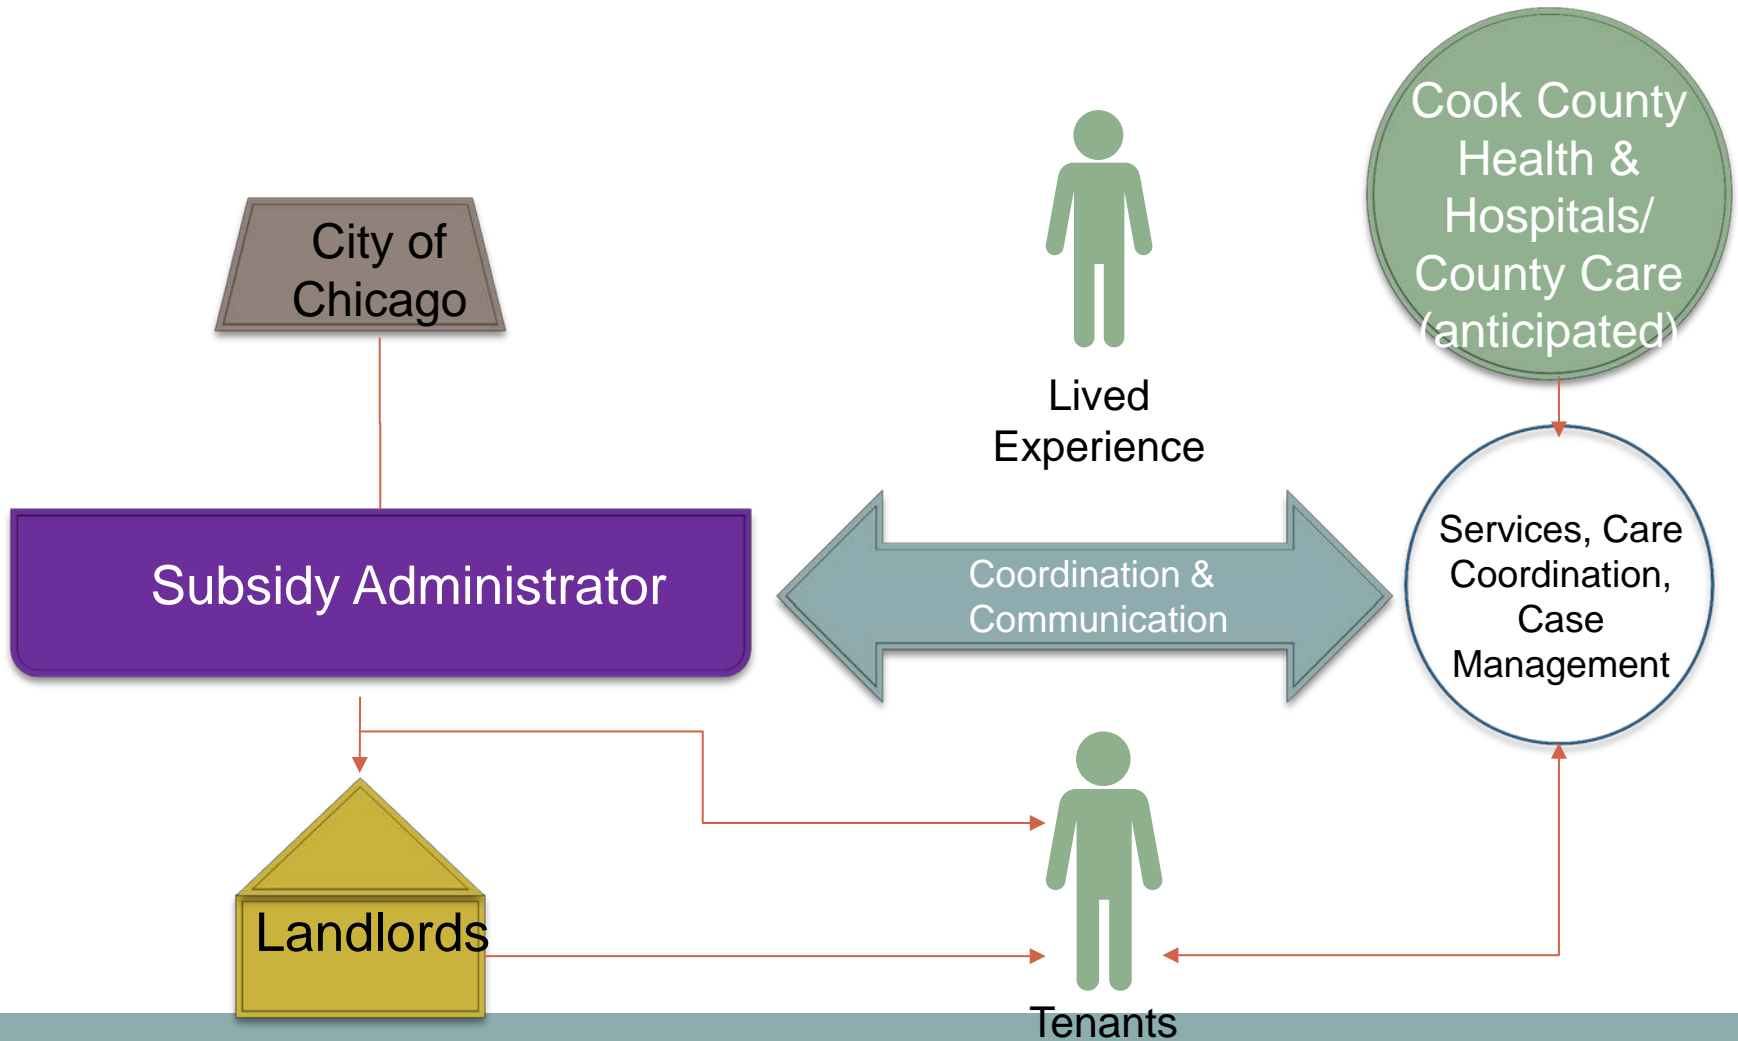 City of
Chicago
Cook County
Health &
Hospitals/
County Care
(anticipated)
Lived
Experience
Subsidy Administrator
Coordination &
Communication
Services, Care
Coordination,
Case
Management
Landlords
Tenants